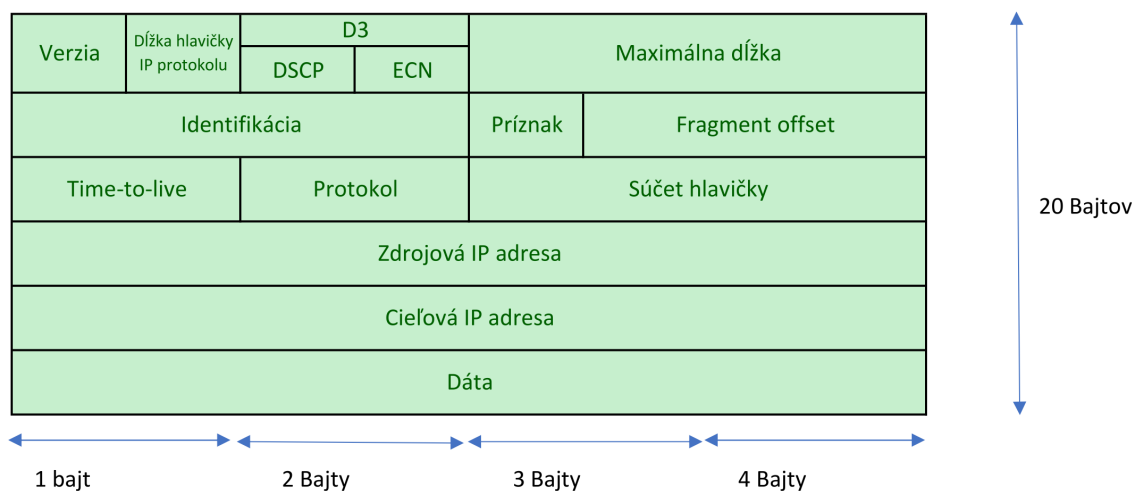 Verzia
Dĺžka hlavičky
IP protokolu
D3
DSCP
ECN
Maximálna dĺžka
Identifikácia
Príznak
Fragment offset
Time-to-live
Protokol
Súčet hlavičky
20 Bajtov
Zdrojová IP adresa
Cieľová IP adresa
Dáta
1 bajt
2 Bajty
3 Bajty
4 Bajty